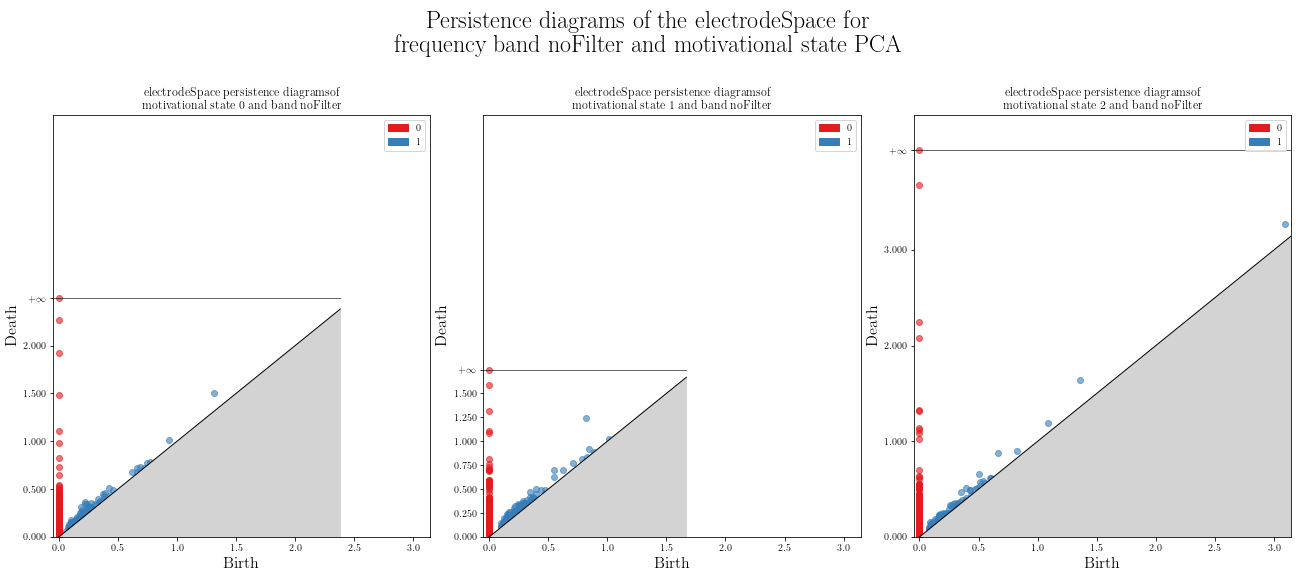 Persistence diagrams of the electrodeSpace for
frequency band noFilter and motivational state PCA
electrodeSpace persistence diagramsof
motivational state 0 and band noFilter
0
1
+∞
2.000
1.500
1.000
0.500
0.000
Death
0.0 0.5 1.0 1.5 2.0 2.5 3.0
Birth
electrodeSpace persistence diagramsof
motivational state 1 and band noFilter
0
1
+∞
1.500
1.250
1.000
0.750
0.500
0.250
0.000
Death
0.0 0.5 1.0 1.5 2.0 2.5 3.0
Birth
electrodeSpace persistence diagramsof
motivational state 2 and band noFilter
0
1
+∞
3.000
2.000
1.000
0.000
Death
0.0 0.5 1.0 1.5 2.0 2.5 3.0
Birth